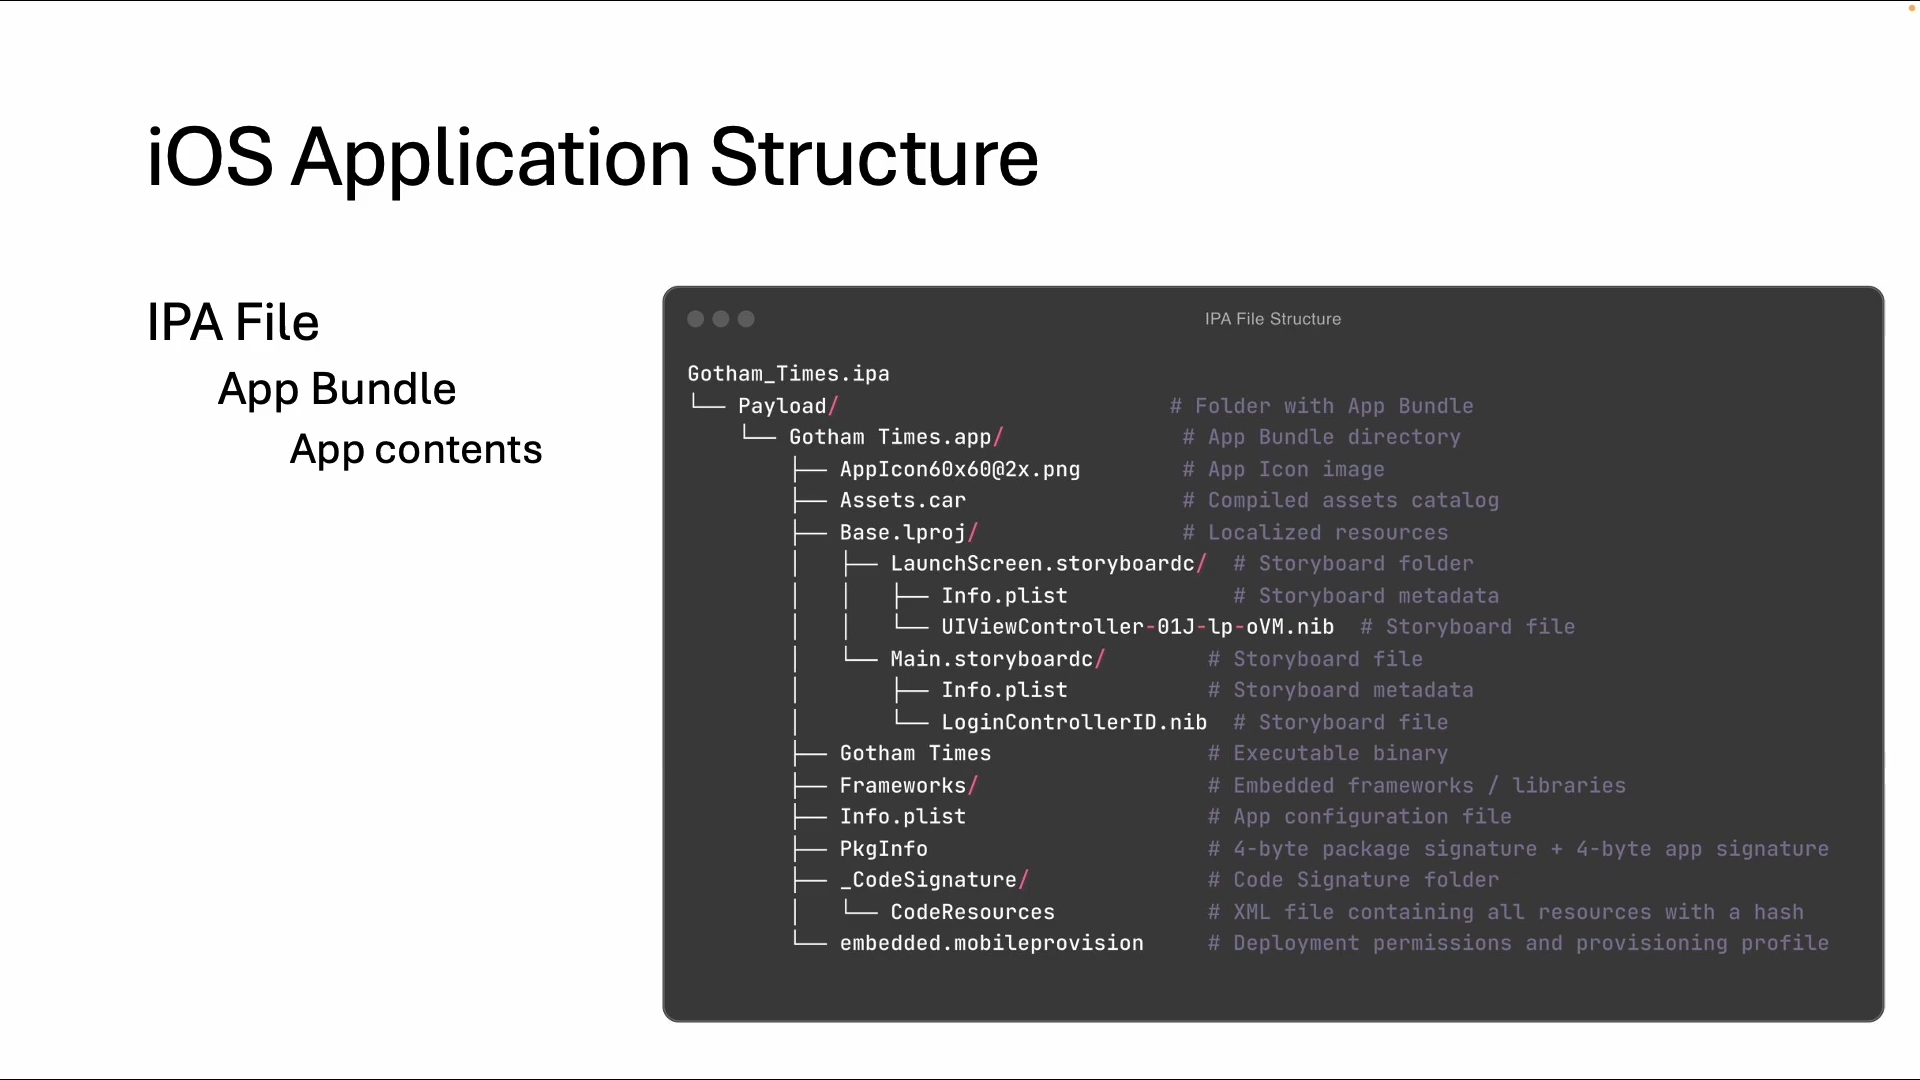 iOS Application Structure
IPA File
App Bundle
App contents
IPA File Structure
Gotham_Times.ipa
└── Payload/ # Folder with App Bundle
└── Gotham Times.app/ # App Bundle directory
├── AppIcon60x60@2x.png # App Icon image
├── Assets.car # Compiled assets catalog
├── Base.lproj/ # Localized resources
│ ├── LaunchScreen.storyboardc/ # Storyboard folder
│ │ ├── Info.plist # Storyboard metadata
│ │ └── UIViewController-01J-lp-oVM.nib # Storyboard file
│ └── Main.storyboardc/ # Storyboard file
│ ├── Info.plist # Storyboard metadata
│ └── LoginControllerID.nib # Storyboard file
├── Gotham Times # Executable binary
├── Frameworks/ # Embedded frameworks / libraries
├── Info.plist # App configuration file
├── PkgInfo # 4-byte package signature + 4-byte app signature
├── _CodeSignature/ # Code Signature folder
│ └── CodeResources # XML file containing all resources with a hash
└── embedded.mobileprovision # Deployment permissions and provisioning profile